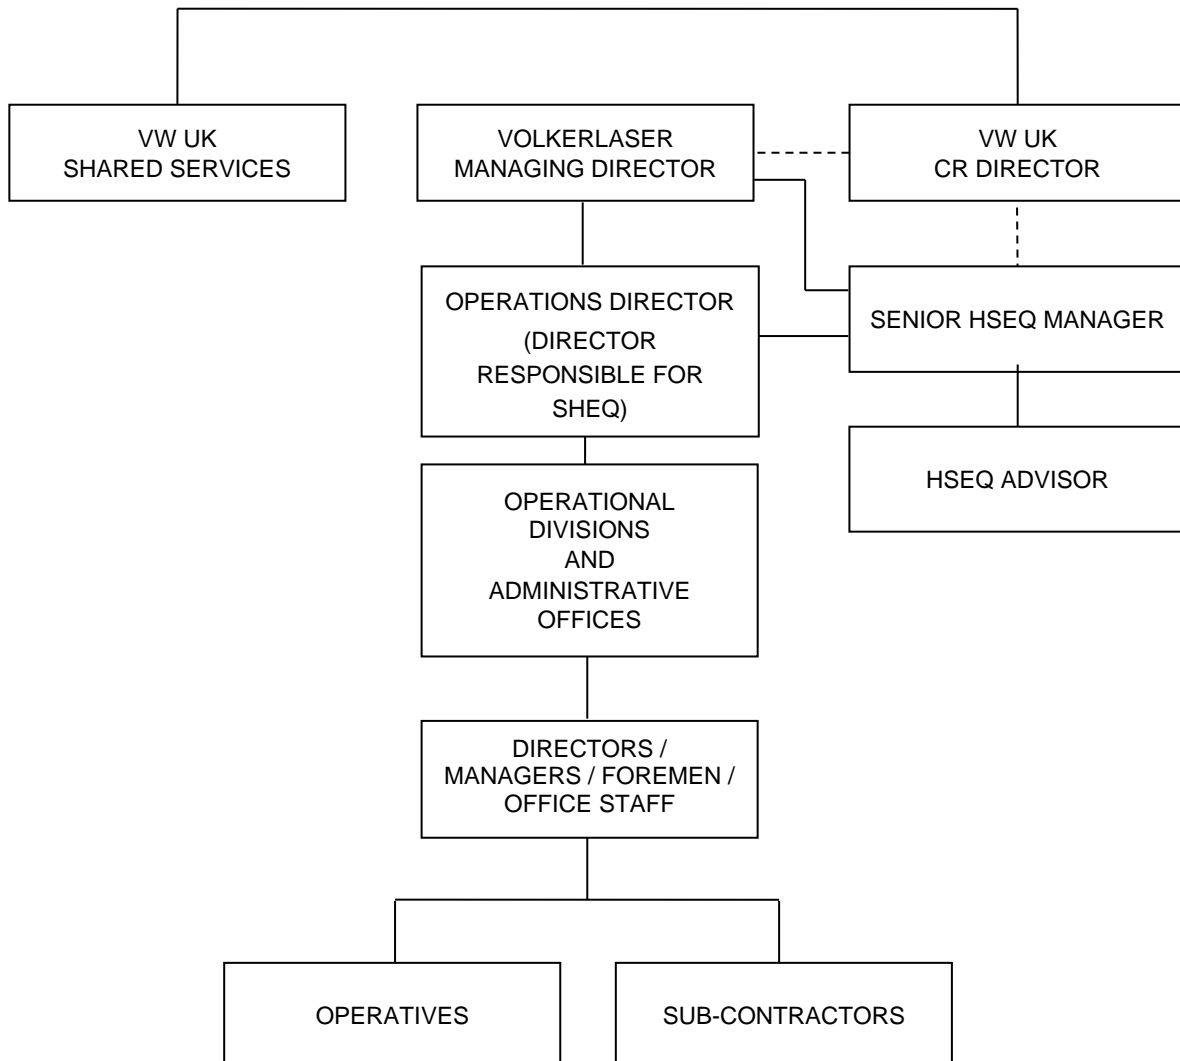 VW UK
SHARED SERVICES
VOLKERLASER
MANAGING DIRECTOR
VW UK
CR DIRECTOR
OPERATIONS DIRECTOR
(DIRECTOR
RESPONSIBLE FOR
SHEQ)
SENIOR HSEQ MANAGER
HSEQ ADVISOR
OPERATIONAL
DIVISIONS
AND
ADMINISTRATIVE
OFFICES
DIRECTORS /
MANAGERS / FOREMEN /
OFFICE STAFF
OPERATIVES
SUB-CONTRACTORS